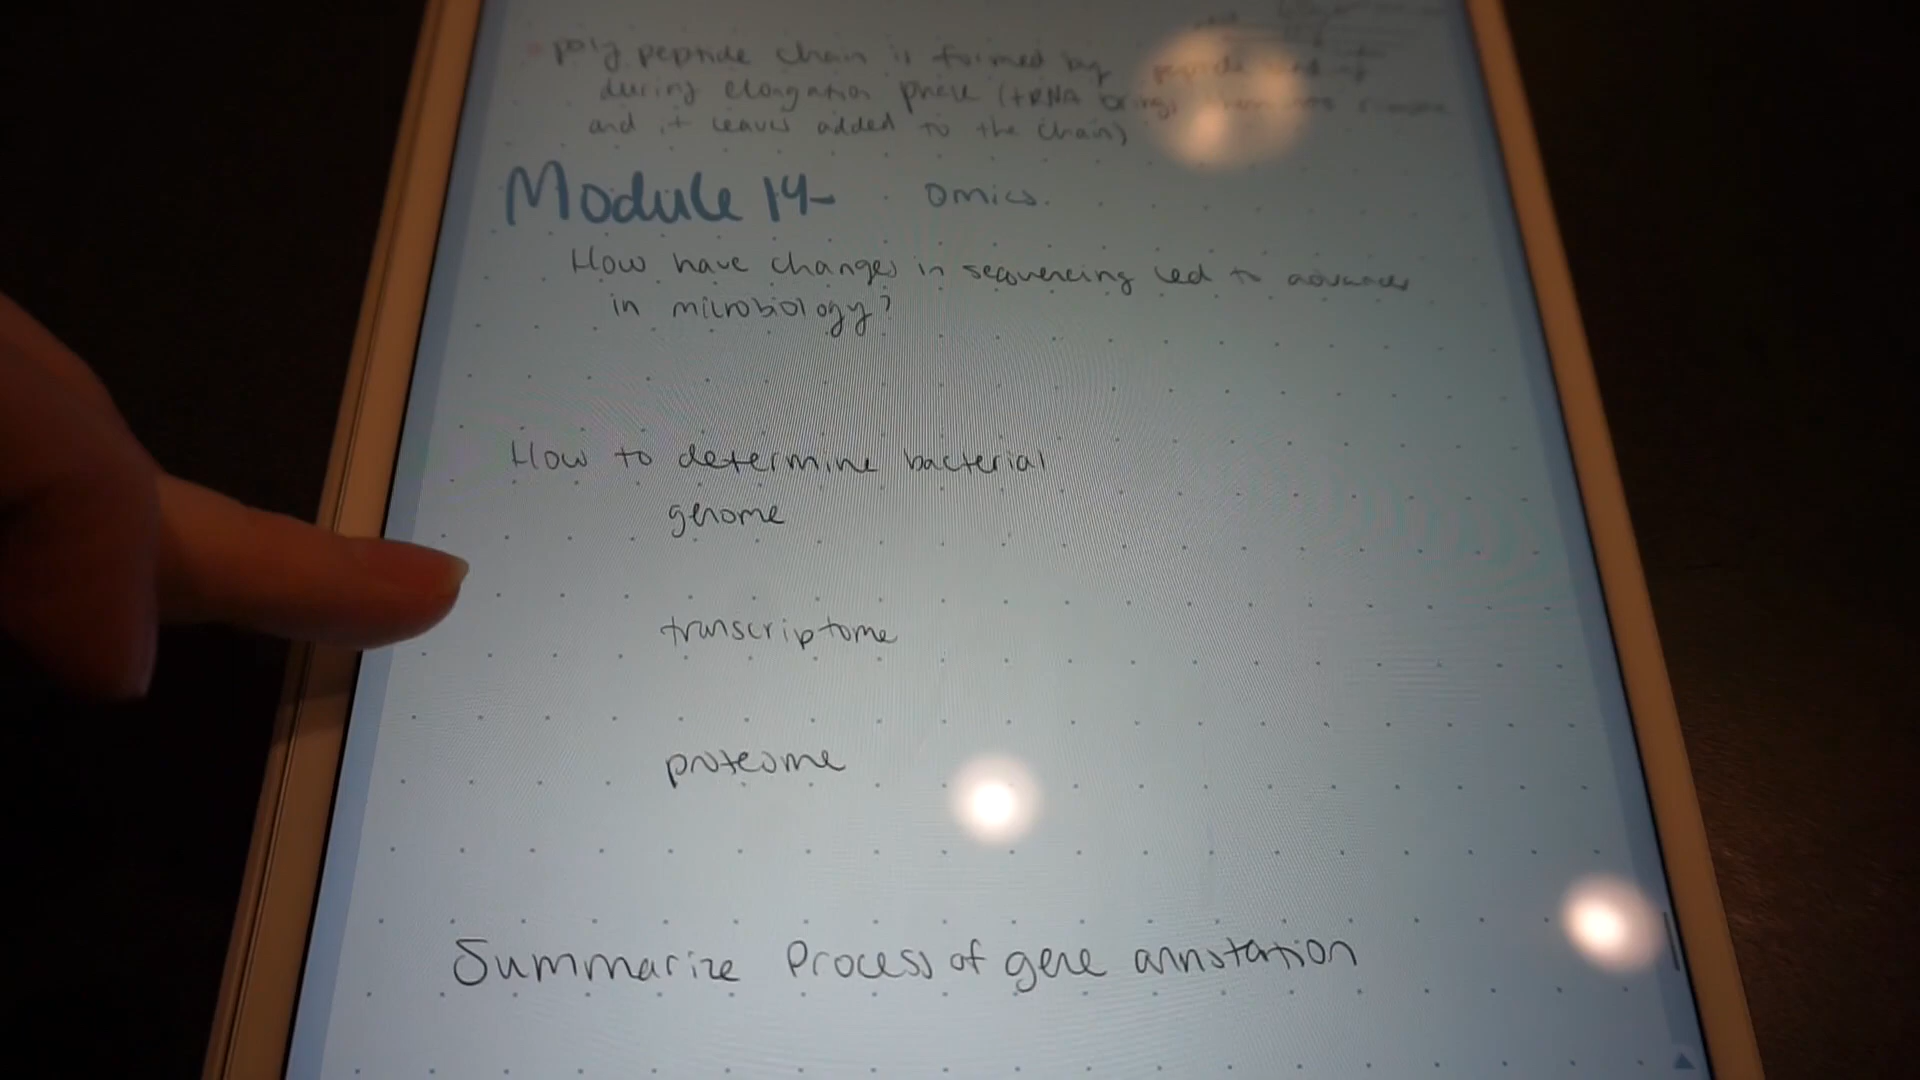 poly peptide chain is formed by
during elongation phase (tRNA brings
and it leaves added to the chain)
Module 14- Omics.
How have changes in sequencing led to advances
in microbiology?
How to determine bacterial
genome
transcriptome
proteome
Summarize Process of gene annotation